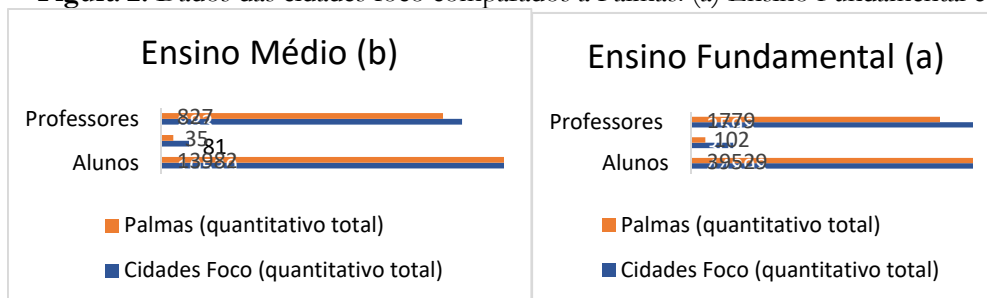 Figura 2. Dados das cidades foco comparados a Palmas. (a) Ensino Fundamental e
Ensino Médio (b)
Professores
827
35
81
Alunos
13982
Palmas (quantitativo total)
Cidades Foco (quantitativo total)
Ensino Fundamental (a)
Professores
1779
102
Alunos
39529
Palmas (quantitativo total)
Cidades Foco (quantitativo total)